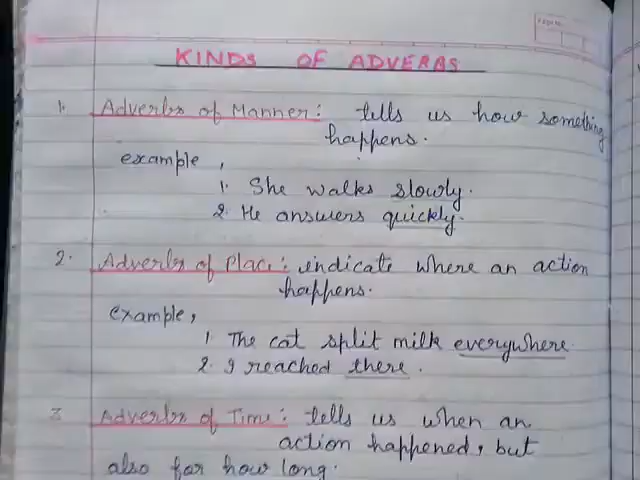 Page No.
KINDS OF ADVERBS
1. Adverbs of Manner: tells us how something
happens.
example,
1. She walks slowly.
2. He answers quickly.
2. Adverbs of Place: indicate where an action
happens.
example,
1. The cat split milk everywhere.
2. I reached there.
3. Adverbs of Time: tells us when an
action happened, but
also for how long.